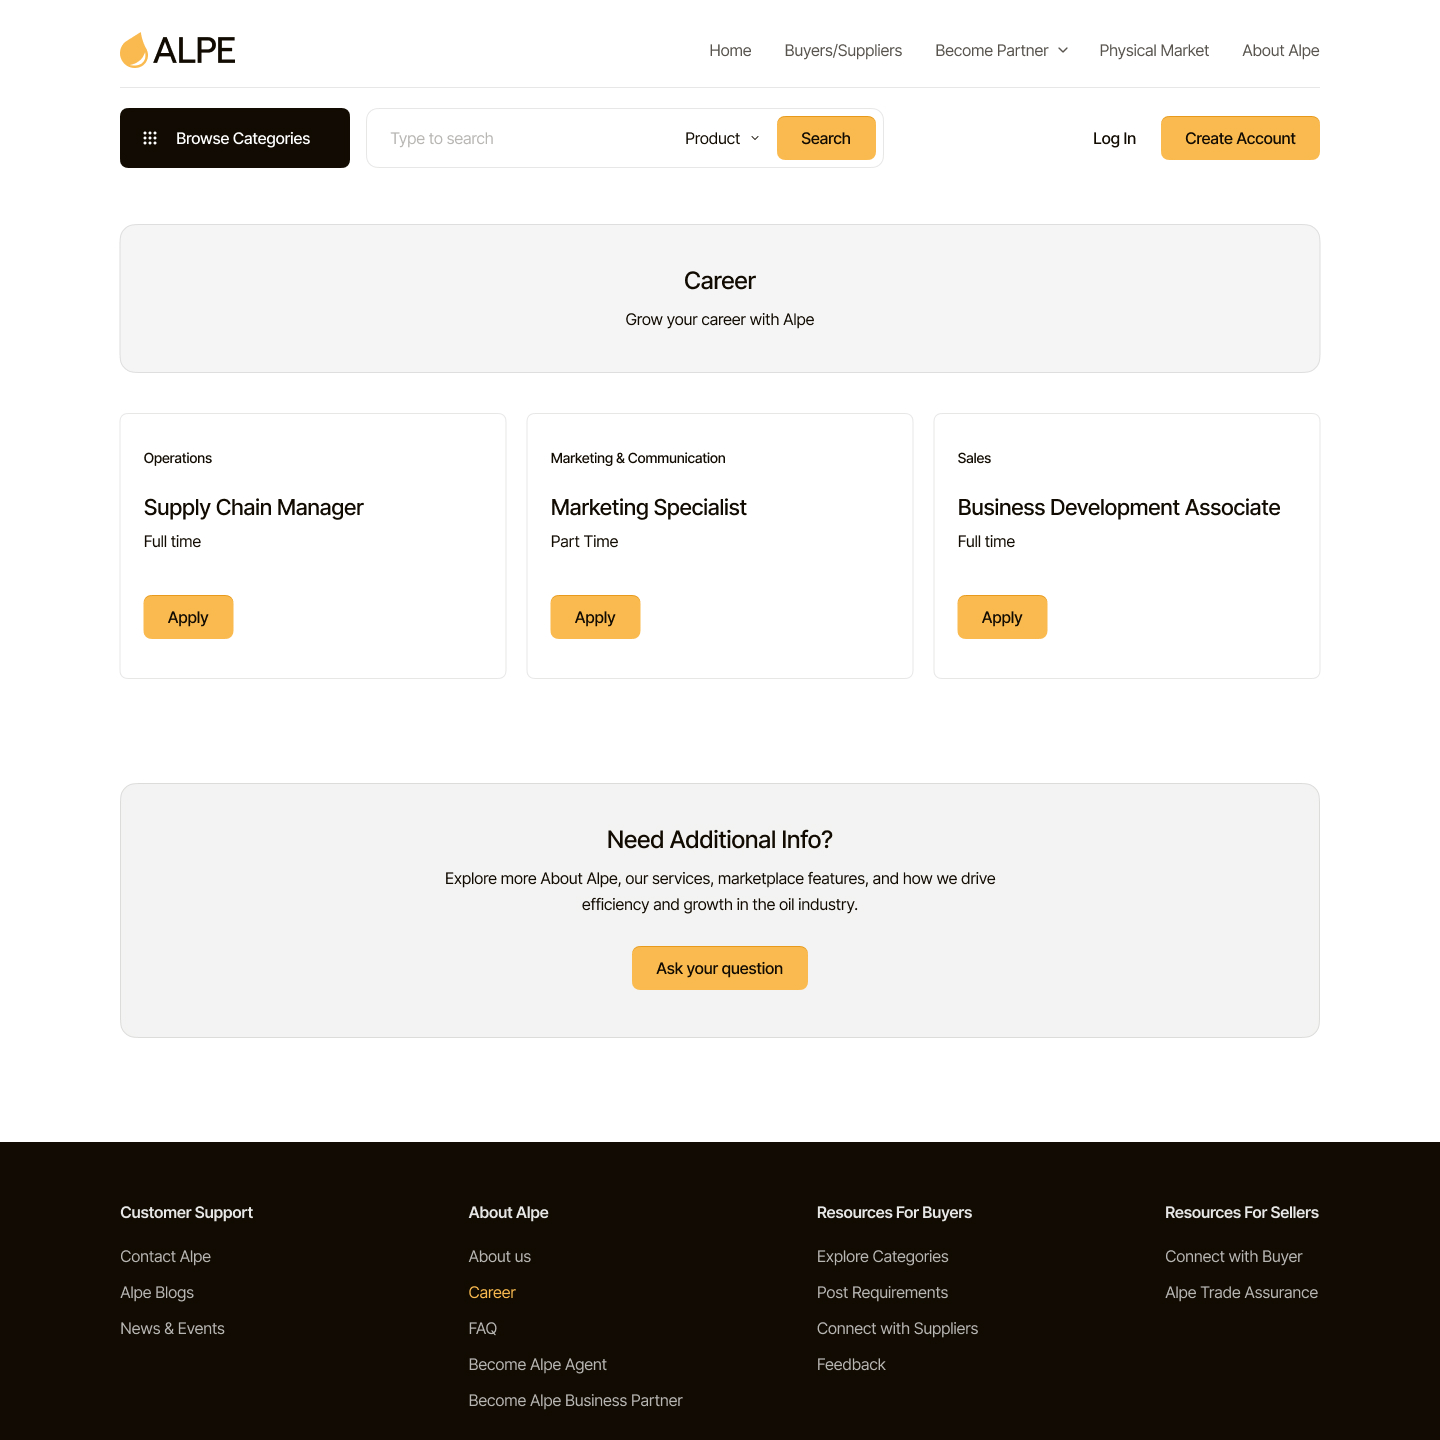 ALPE
Home Buyers/Suppliers Become Partner Physical Market About Alpe
Browse Categories Type to search Product Search Log In Create Account
Career
Grow your career with Alpe
Operations
Supply Chain Manager
Full time
Apply
Marketing & Communication
Marketing Specialist
Part Time
Apply
Sales
Business Development Associate
Full time
Apply
Need Additional Info?
Explore more About Alpe, our services, marketplace features, and how we drive
efficiency and growth in the oil industry.
Ask your question
Customer Support
Contact Alpe
Alpe Blogs
News & Events
About Alpe
About us
Career
FAQ
Become Alpe Agent
Become Alpe Business Partner
Resources For Buyers
Explore Categories
Post Requirements
Connect with Suppliers
Feedback
Resources For Sellers
Connect with Buyer
Alpe Trade Assurance